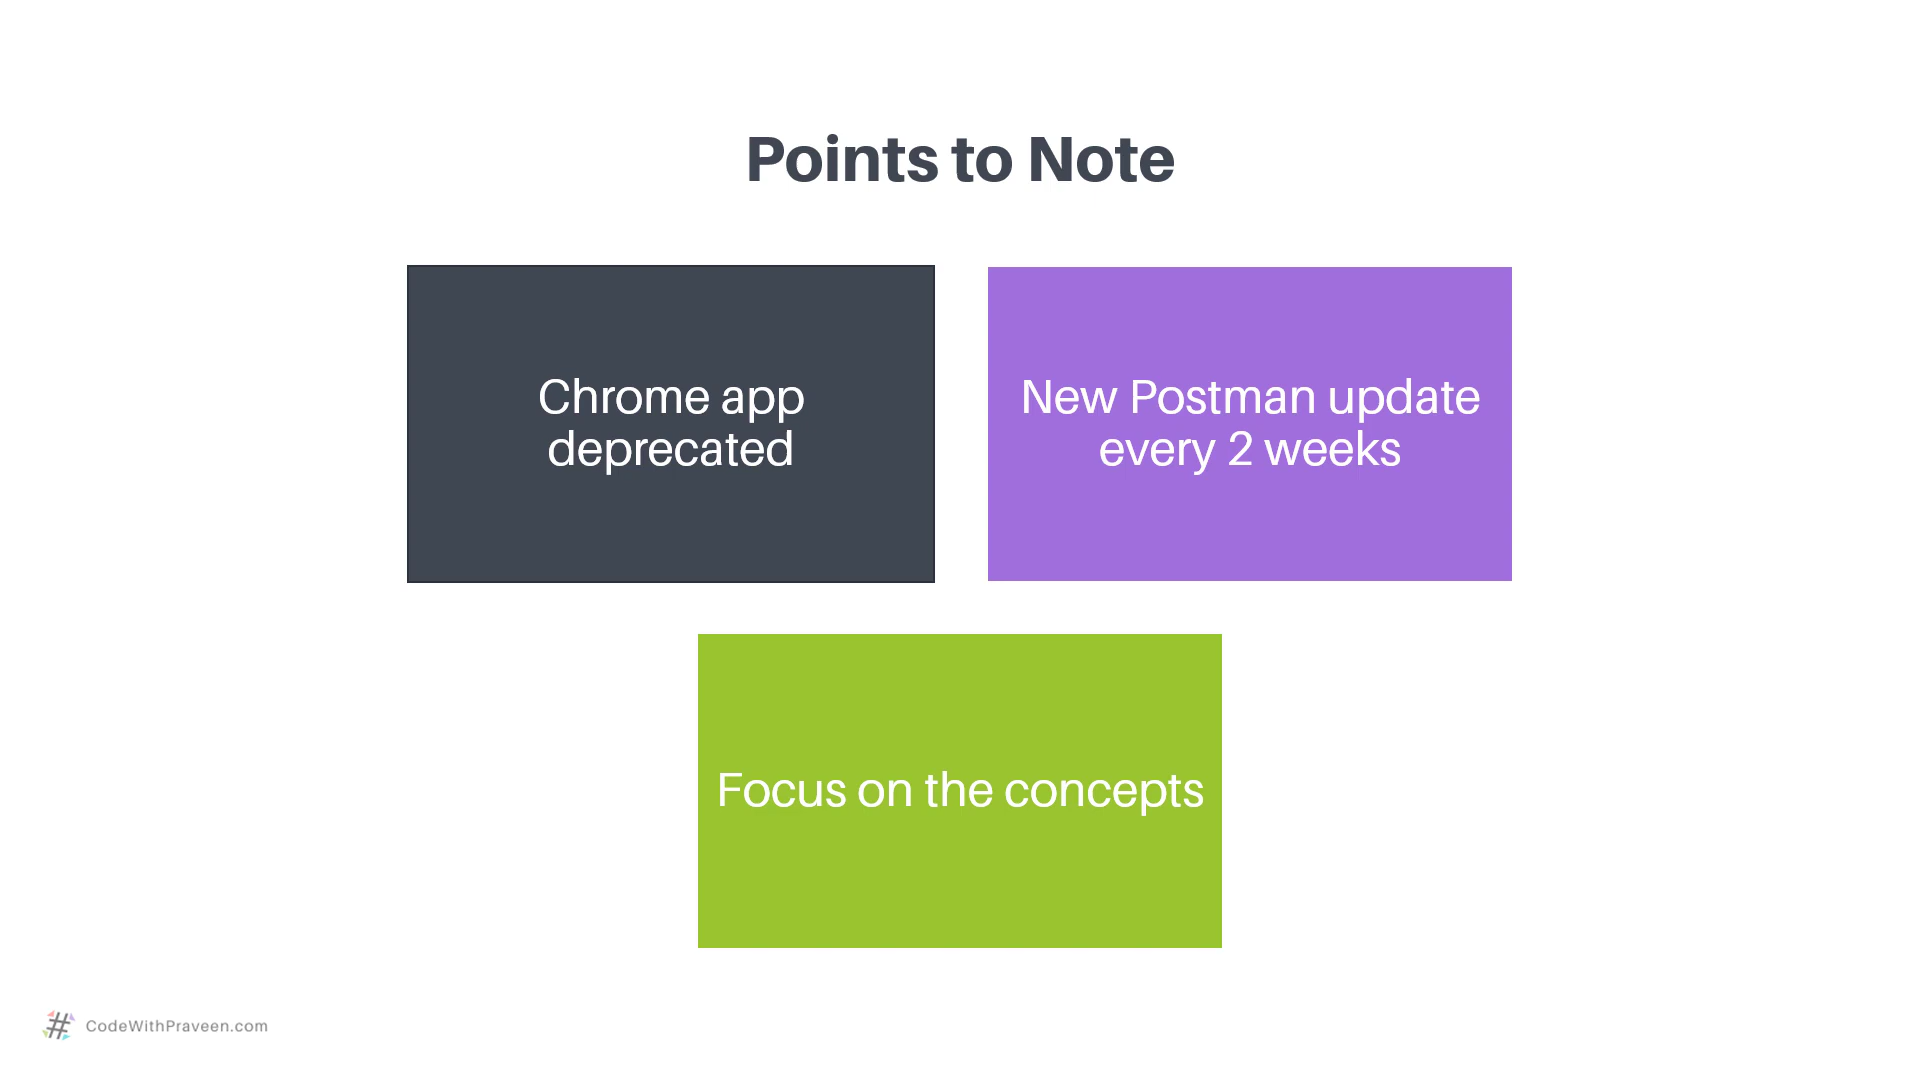 Points to Note
Chrome app
deprecated
New Postman update
every 2 weeks
Focus on the concepts
CodeWithPraveen.com